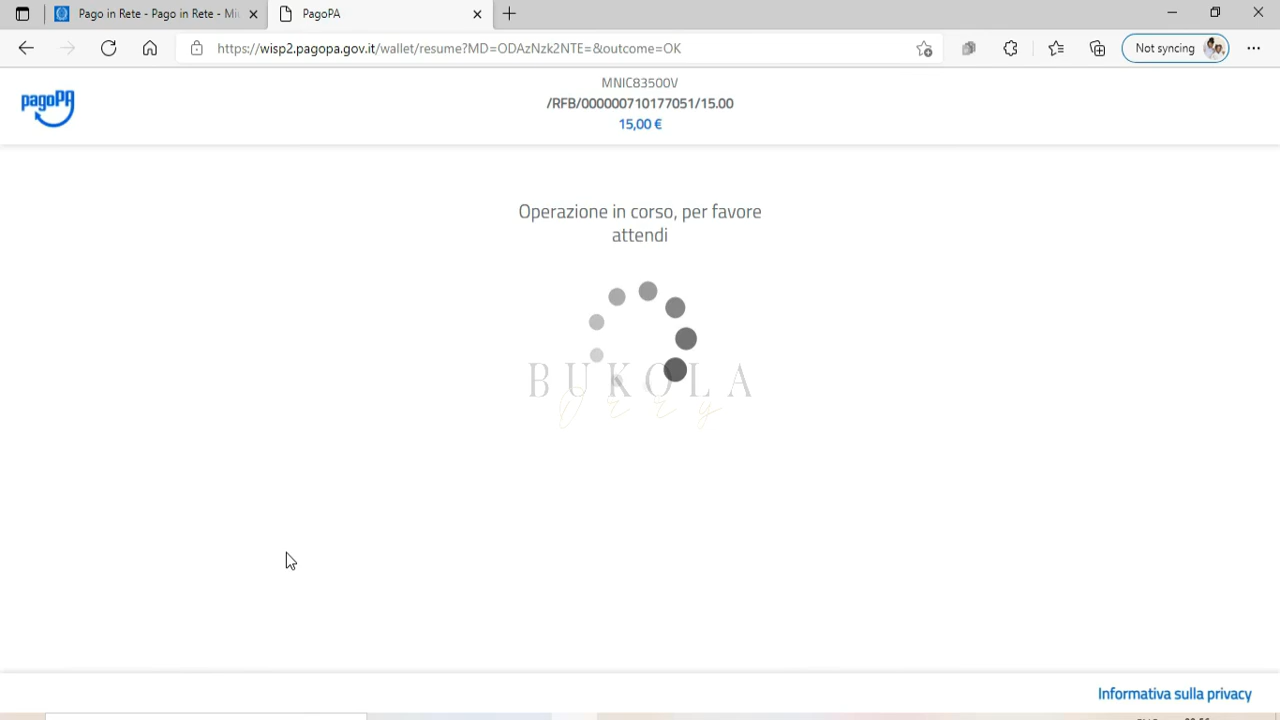 Pago in Rete - Pago in Rete - Mi
PagoPA
https://wisp2.pagopa.gov.it/wallet/resume?MD=ODAzNzk2NTE=&outcome=OK
Not syncing
pagoPA
MNIC83500V
/RFB/000000710177051/15.00
15,00 €
Operazione in corso, per favore
attendi
BUKOLA
Ozzy
Informativa sulla privacy